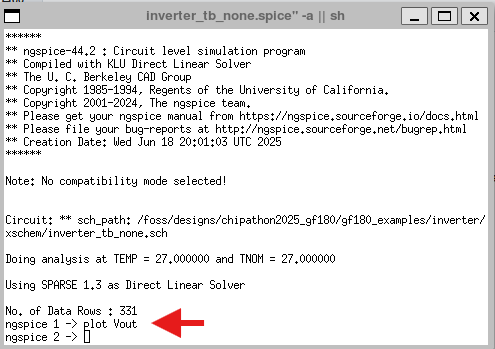 inverter_tb_none.spice" -a || sh
******
** ngspice-44.2 : Circuit level simulation program
** Compiled with KLU Direct Linear Solver
** The U. C. Berkeley CAD Group
** Copyright 1985-1994, Regents of the University of California.
** Copyright 2001-2024, The ngspice team.
** Please get your ngspice manual from https://ngspice.sourceforge.io/docs.html
** Please file your bug-reports at http://ngspice.sourceforge.net/bugrep.html
** Creation Date: Wed Jun 18 20:01:03 UTC 2025
******
Note: No compatibility mode selected!
Circuit: ** sch_path: /foss/designs/chipathon2025_gf180/gf180_examples/inverter/
xschem/inverter_tb_none.sch
Doing analysis at TEMP = 27.000000 and TNOM = 27.000000
Using SPARSE 1.3 as Direct Linear Solver
No. of Data Rows : 331
ngspice 1 -> plot Vout
ngspice 2 ->